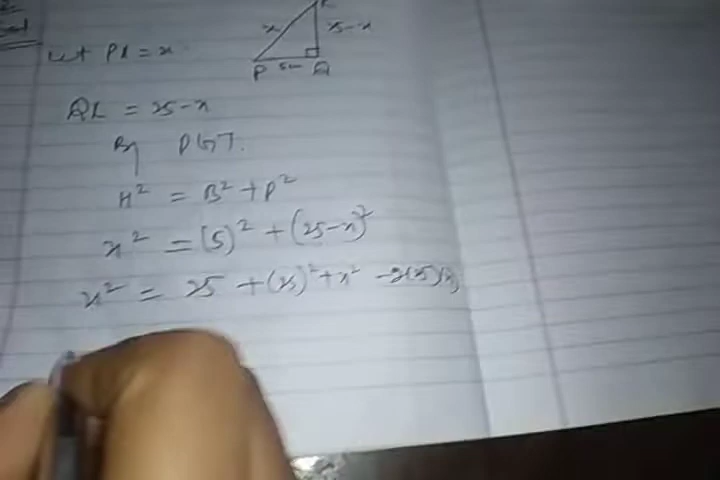 x 25-x
Let PR = x
P 5cm Q
QR = 25-x
By PGT.
H² = B² + P²
x² = (5)² + (25-x)²
x² = 25 + (25)² + x² - 2(25)(x)